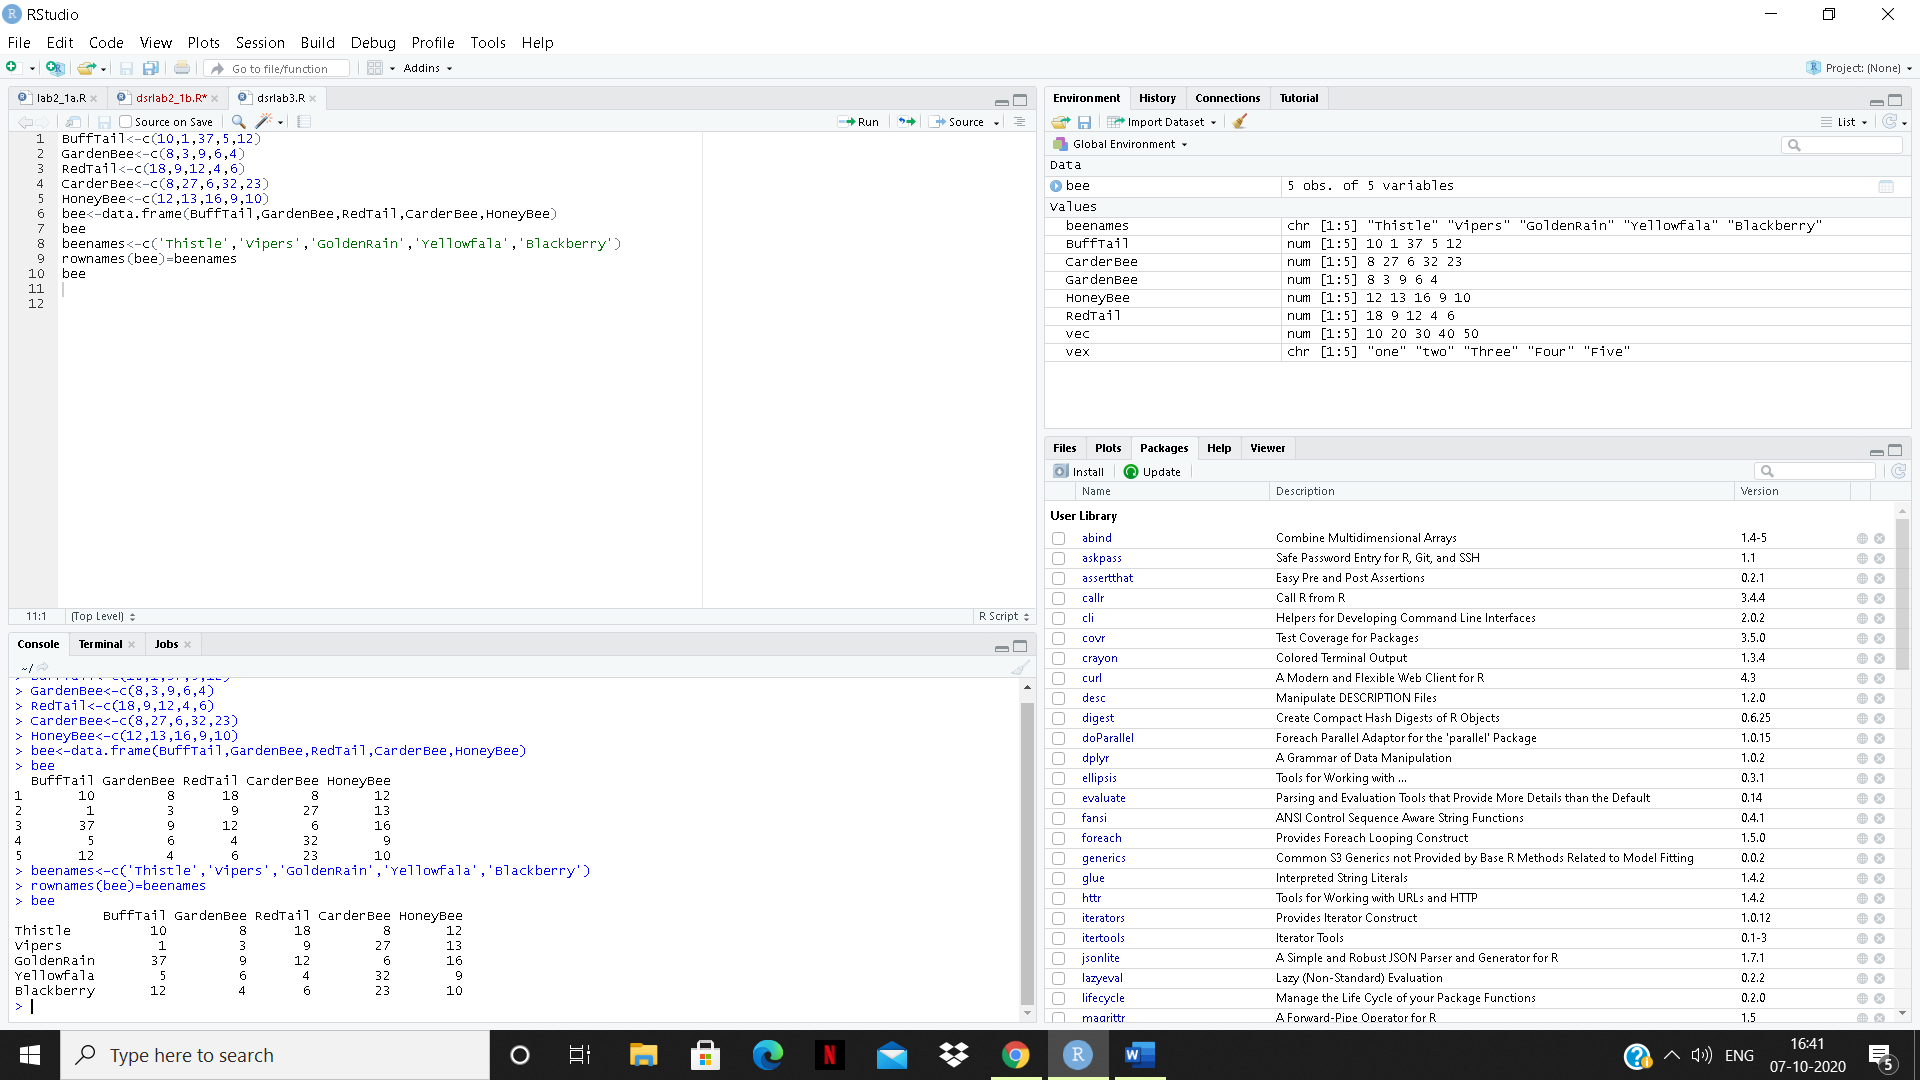 RStudio
File Edit Code View Plots Session Build Debug Profile Tools Help
Go to file/function Addins Project: (None)
lab2_1a.R dsrlab2_1b.R* dsrlab3.R
Source on Save Run Source
1 BuffTail<-c(10,1,37,5,12)
2 GardenBee<-c(8,3,9,6,4)
3 RedTail<-c(18,9,12,4,6)
4 CarderBee<-c(8,27,6,32,23)
5 HoneyBee<-c(12,13,16,9,10)
6 bee<-data.frame(BuffTail,GardenBee,RedTail,CarderBee,HoneyBee)
7 bee
8 beenames<-c('Thistle','Vipers','GoldenRain','Yellowfala','Blackberry')
9 rownames(bee)=beenames
10 bee
11
12
11:1 (Top Level) R Script
Console Terminal Jobs
~/
> BuffTail<-c(10,1,37,5,12)
> GardenBee<-c(8,3,9,6,4)
> RedTail<-c(18,9,12,4,6)
> CarderBee<-c(8,27,6,32,23)
> HoneyBee<-c(12,13,16,9,10)
> bee<-data.frame(BuffTail,GardenBee,RedTail,CarderBee,HoneyBee)
> bee
BuffTail GardenBee RedTail CarderBee HoneyBee
1 10 8 18 8 12
2 1 3 9 27 13
3 37 9 12 6 16
4 5 6 4 32 9
5 12 4 6 23 10
> beenames<-c('Thistle','Vipers','GoldenRain','Yellowfala','Blackberry')
> rownames(bee)=beenames
> bee
BuffTail GardenBee RedTail CarderBee HoneyBee
Thistle 10 8 18 8 12
Vipers 1 3 9 27 13
GoldenRain 37 9 12 6 16
Yellowfala 5 6 4 32 9
Blackberry 12 4 6 23 10
>
Environment History Connections Tutorial
Import Dataset List
Global Environment
Data
bee 5 obs. of 5 variables
Values
beenames chr [1:5] "Thistle" "Vipers" "GoldenRain" "Yellowfala" "Blackberry"
BuffTail num [1:5] 10 1 37 5 12
CarderBee num [1:5] 8 27 6 32 23
GardenBee num [1:5] 8 3 9 6 4
HoneyBee num [1:5] 12 13 16 9 10
RedTail num [1:5] 18 9 12 4 6
vec num [1:5] 10 20 30 40 50
vex chr [1:5] "one" "two" "Three" "Four" "Five"
Files Plots Packages Help Viewer
Install Update
Name Description Version
User Library
abind Combine Multidimensional Arrays 1.4-5
askpass Safe Password Entry for R, Git, and SSH 1.1
assertthat Easy Pre and Post Assertions 0.2.1
callr Call R from R 3.4.4
cli Helpers for Developing Command Line Interfaces 2.0.2
covr Test Coverage for Packages 3.5.0
crayon Colored Terminal Output 1.3.4
curl A Modern and Flexible Web Client for R 4.3
desc Manipulate DESCRIPTION Files 1.2.0
digest Create Compact Hash Digests of R Objects 0.6.25
doParallel Foreach Parallel Adaptor for the 'parallel' Package 1.0.15
dplyr A Grammar of Data Manipulation 1.0.2
ellipsis Tools for Working with ... 0.3.1
evaluate Parsing and Evaluation Tools that Provide More Details than the Default 0.14
fansi ANSI Control Sequence Aware String Functions 0.4.1
foreach Provides Foreach Looping Construct 1.5.0
generics Common S3 Generics not Provided by Base R Methods Related to Model Fitting 0.0.2
glue Interpreted String Literals 1.4.2
httr Tools for Working with URLs and HTTP 1.4.2
iterators Provides Iterator Construct 1.0.12
itertools Iterator Tools 0.1-3
jsonlite A Simple and Robust JSON Parser and Generator for R 1.7.1
lazyeval Lazy (Non-Standard) Evaluation 0.2.2
lifecycle Manage the Life Cycle of your Package Functions 0.2.0
magrittr A Forward-Pipe Operator for R 1.5
Type here to search ENG 16:41
07-10-2020 5